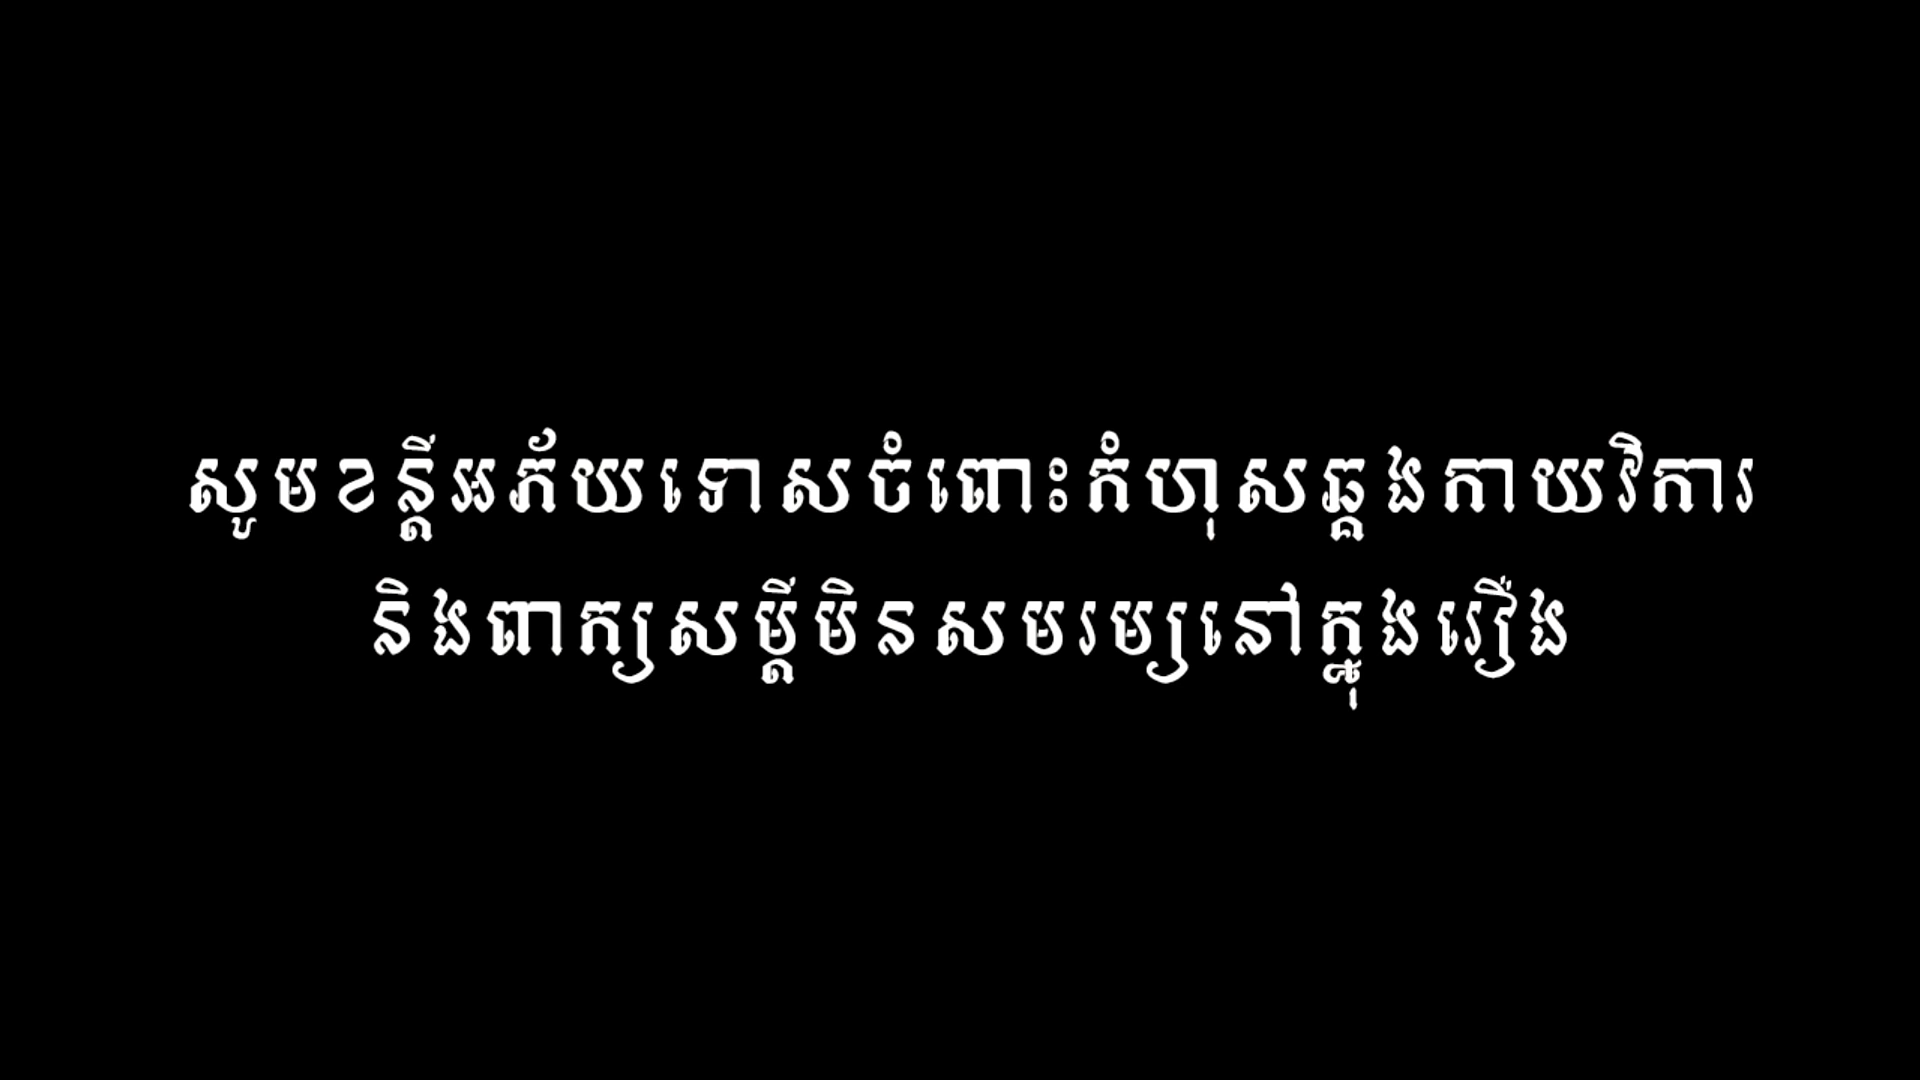 សូមខន្តីអភ័យទោសចំពោះកំហុសឆ្គងកាយវិការ
និងពាក្យសម្តីមិនសមរម្យនៅក្នុងរឿង